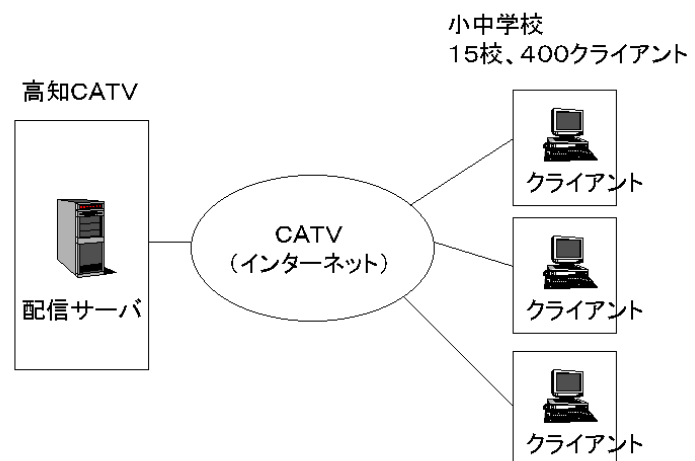 小中学校
15校、400クライアント
高知CATV
クライアント
CATV
(インターネット)
クライアント
配信サーバ
クライアント